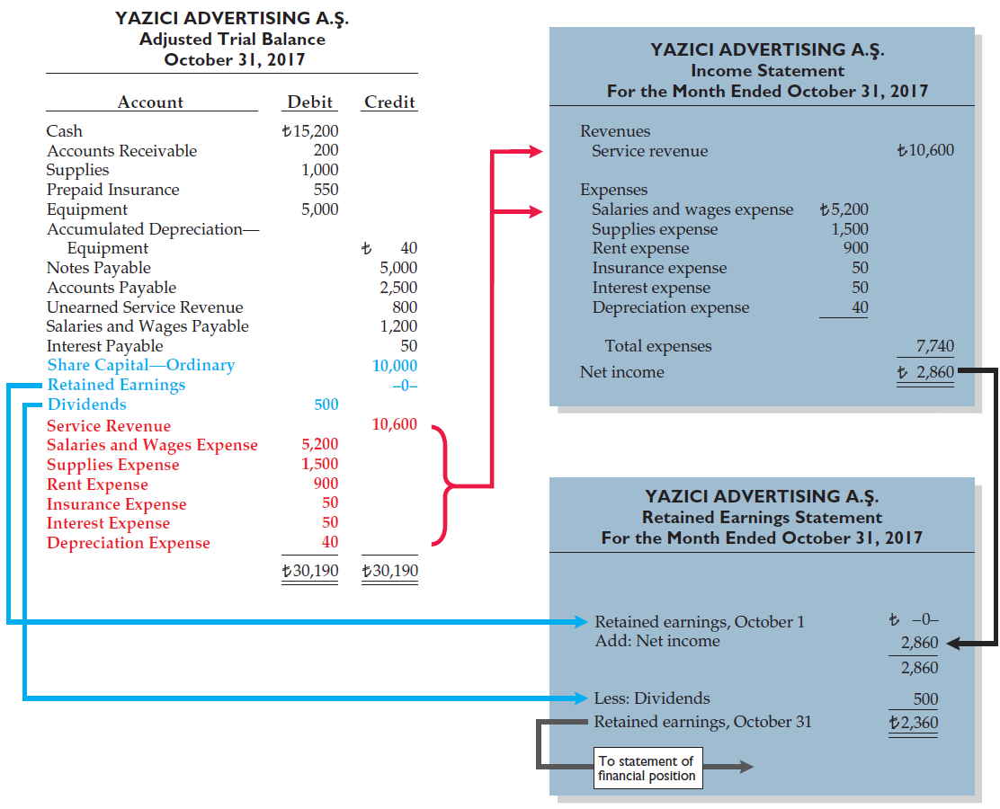 YAZICI ADVERTISING A.Ş.
Adjusted Trial Balance
October 31, 2017
Account Debit Credit
Cash ₺15,200
Accounts Receivable 200
Supplies 1,000
Prepaid Insurance 550
Equipment 5,000
Accumulated Depreciation—
Equipment ₺ 40
Notes Payable 5,000
Accounts Payable 2,500
Unearned Service Revenue 800
Salaries and Wages Payable 1,200
Interest Payable 50
Share Capital—Ordinary 10,000
Retained Earnings –0–
Dividends 500
Service Revenue 10,600
Salaries and Wages Expense 5,200
Supplies Expense 1,500
Rent Expense 900
Insurance Expense 50
Interest Expense 50
Depreciation Expense 40
₺30,190 ₺30,190
YAZICI ADVERTISING A.Ş.
Income Statement
For the Month Ended October 31, 2017
Revenues
Service revenue ₺10,600
Expenses
Salaries and wages expense ₺5,200
Supplies expense 1,500
Rent expense 900
Insurance expense 50
Interest expense 50
Depreciation expense 40
Total expenses 7,740
Net income ₺ 2,860
YAZICI ADVERTISING A.Ş.
Retained Earnings Statement
For the Month Ended October 31, 2017
Retained earnings, October 1 ₺ –0–
Add: Net income 2,860
2,860
Less: Dividends 500
Retained earnings, October 31 ₺2,360
To statement of
financial position